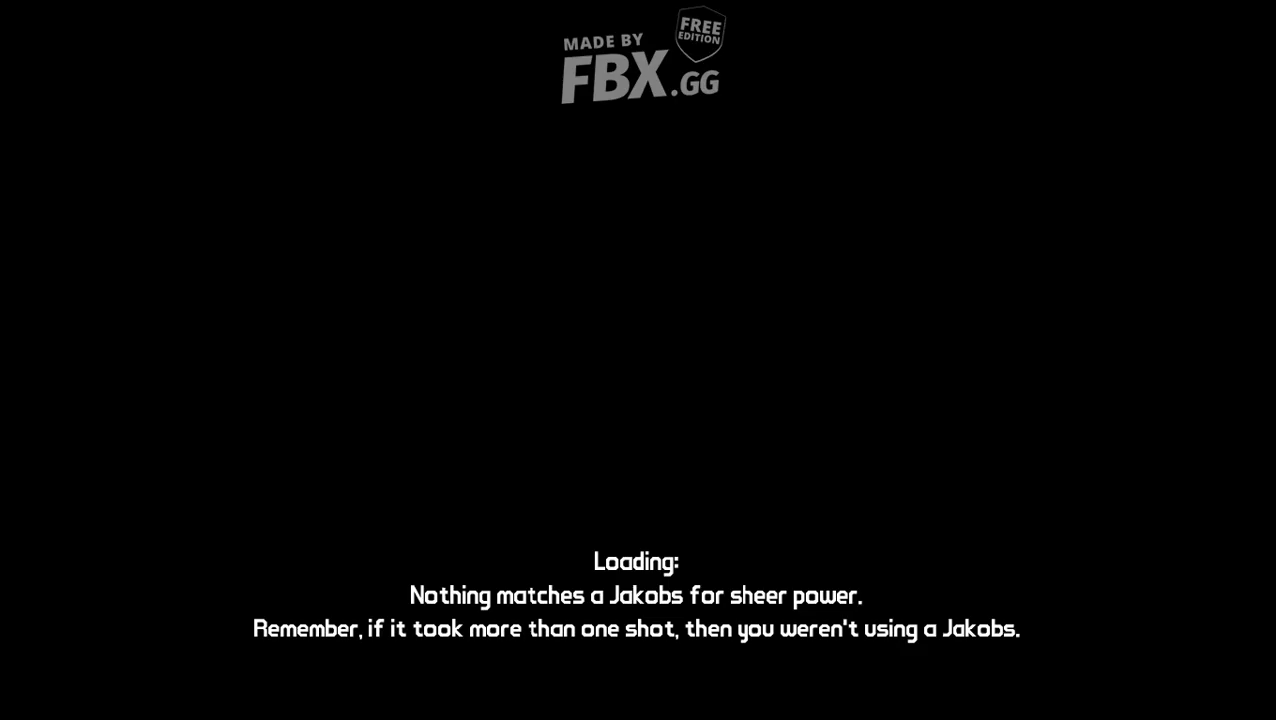 MADE BY
FREE
EDITION
FBX.GG
Loading:
Nothing matches a Jakobs for sheer power.
Remember, if it took more than one shot, then you weren't using a Jakobs.